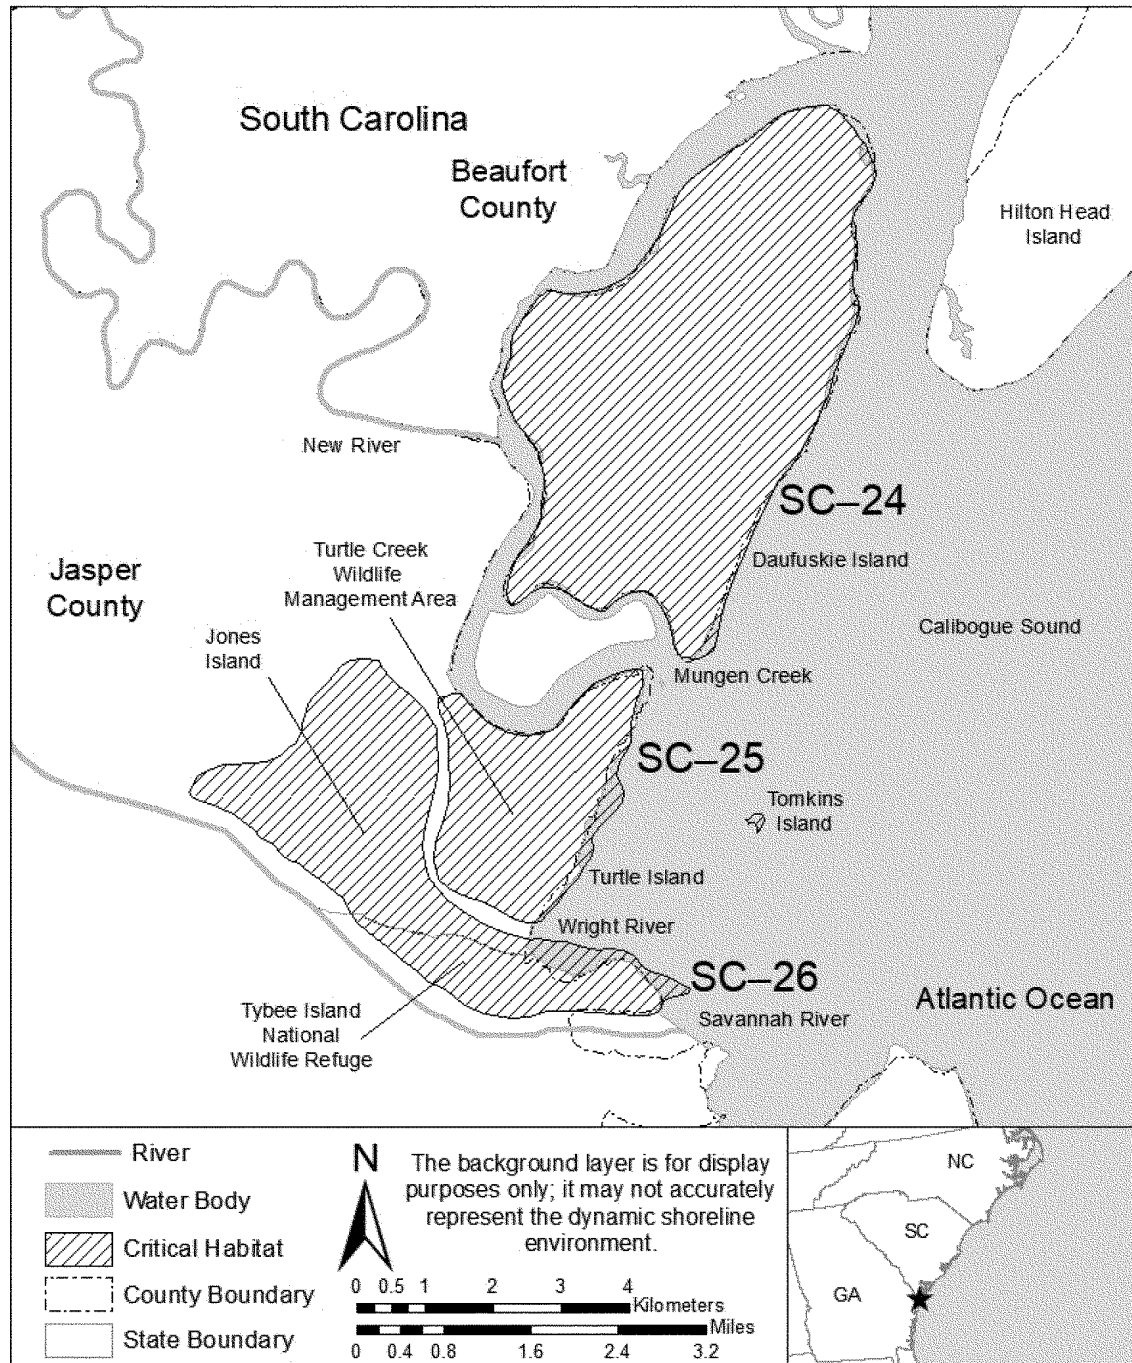 South Carolina
Beaufort
County
Hilton Head
Island
New River
SC–24
Turtle Creek
Wildlife
Management Area
Daufuskie Island
Jasper
County
Jones
Island
Calibogue Sound
Mungen Creek
SC–25
Tomkins
Island
Turtle Island
Wright River
SC–26
Atlantic Ocean
Tybee Island
National
Wildlife Refuge
Savannah River
River
Water Body
Critical Habitat
County Boundary
State Boundary
N
The background layer is for display
purposes only; it may not accurately
represent the dynamic shoreline
environment.
0 0.5 1 2 3 4
Kilometers
Miles
0 0.4 0.8 1.6 2.4 3.2
NC
SC
GA